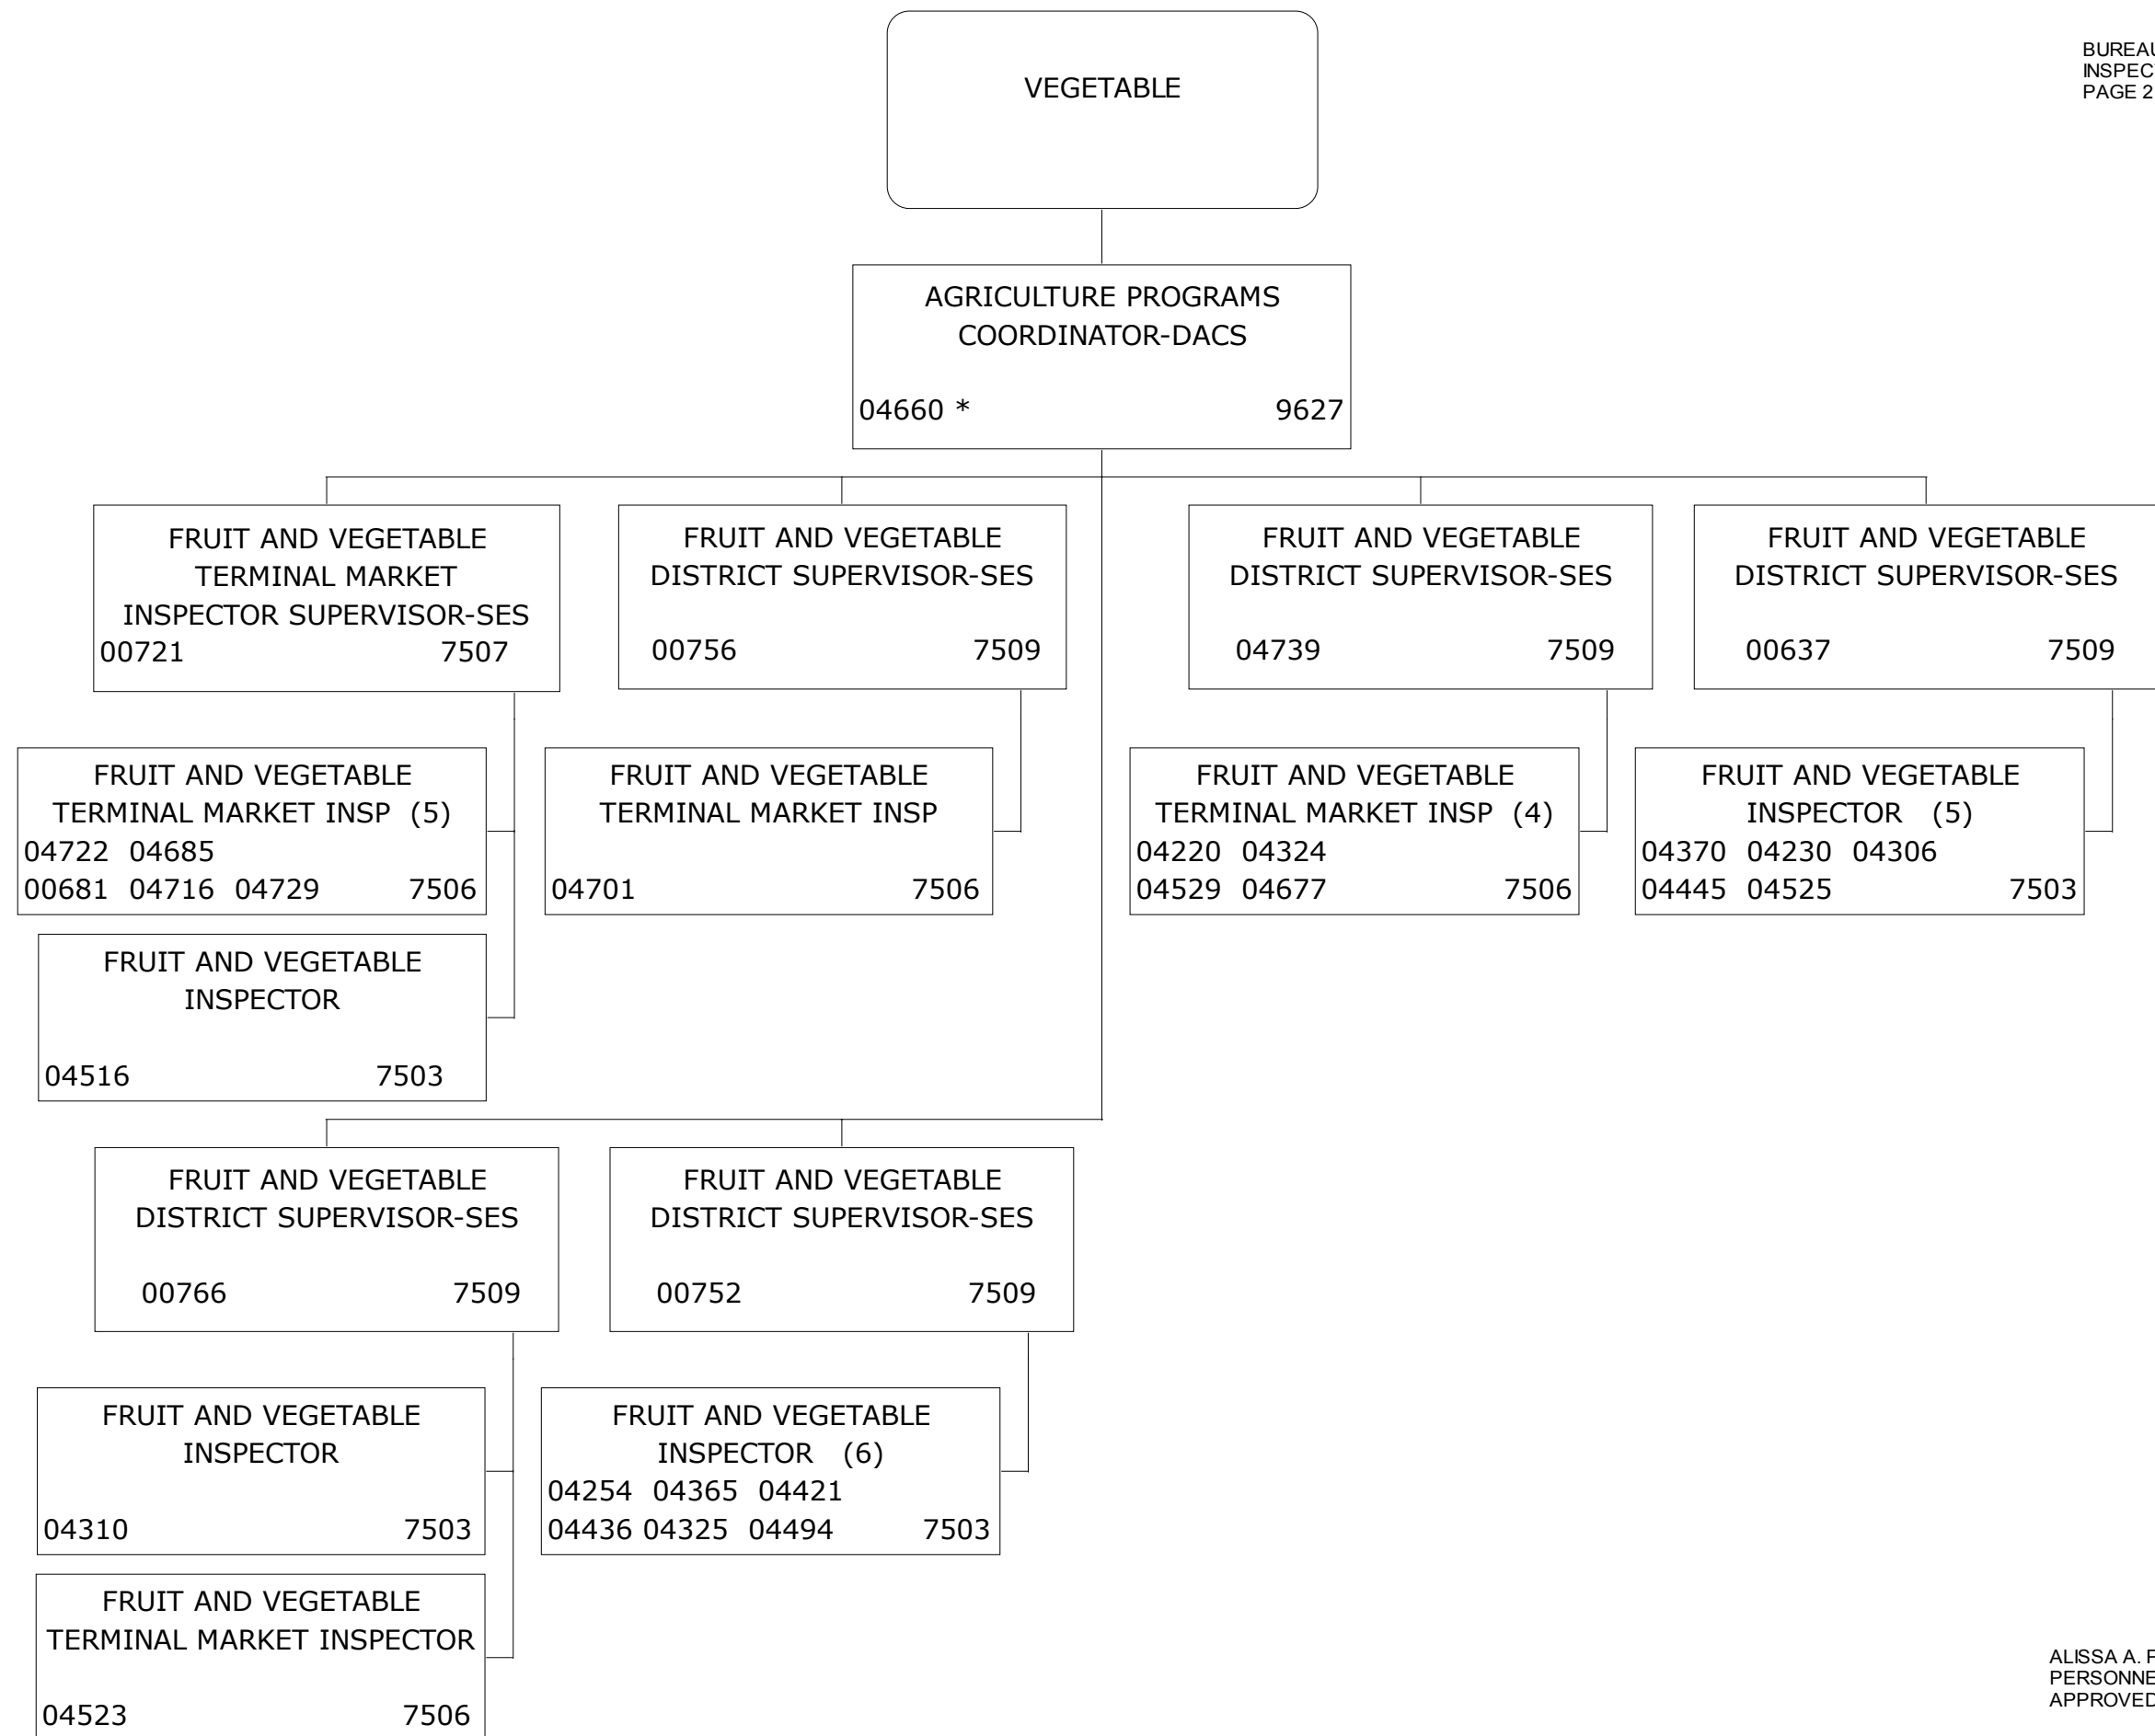 VEGETABLE
BUREAU
INSPEC
PAGE 2
AGRICULTURE PROGRAMS
COORDINATOR-DACS
04660 * 9627
FRUIT AND VEGETABLE
TERMINAL MARKET
INSPECTOR SUPERVISOR-SES
00721 7507
FRUIT AND VEGETABLE
DISTRICT SUPERVISOR-SES
00756 7509
FRUIT AND VEGETABLE
DISTRICT SUPERVISOR-SES
04739 7509
FRUIT AND VEGETABLE
DISTRICT SUPERVISOR-SES
00637 7509
FRUIT AND VEGETABLE
TERMINAL MARKET INSP (5)
04722 04685
00681 04716 04729 7506
FRUIT AND VEGETABLE
TERMINAL MARKET INSP
04701 7506
FRUIT AND VEGETABLE
TERMINAL MARKET INSP (4)
04220 04324
04529 04677 7506
FRUIT AND VEGETABLE
INSPECTOR (5)
04370 04230 04306
04445 04525 7503
FRUIT AND VEGETABLE
INSPECTOR
04516 7503
FRUIT AND VEGETABLE
DISTRICT SUPERVISOR-SES
00766 7509
FRUIT AND VEGETABLE
DISTRICT SUPERVISOR-SES
00752 7509
FRUIT AND VEGETABLE
INSPECTOR
04310 7503
FRUIT AND VEGETABLE
INSPECTOR (6)
04254 04365 04421
04436 04325 04494 7503
FRUIT AND VEGETABLE
TERMINAL MARKET INSPECTOR
04523 7506
ALISSA A.
PERSONNE
APPROVED